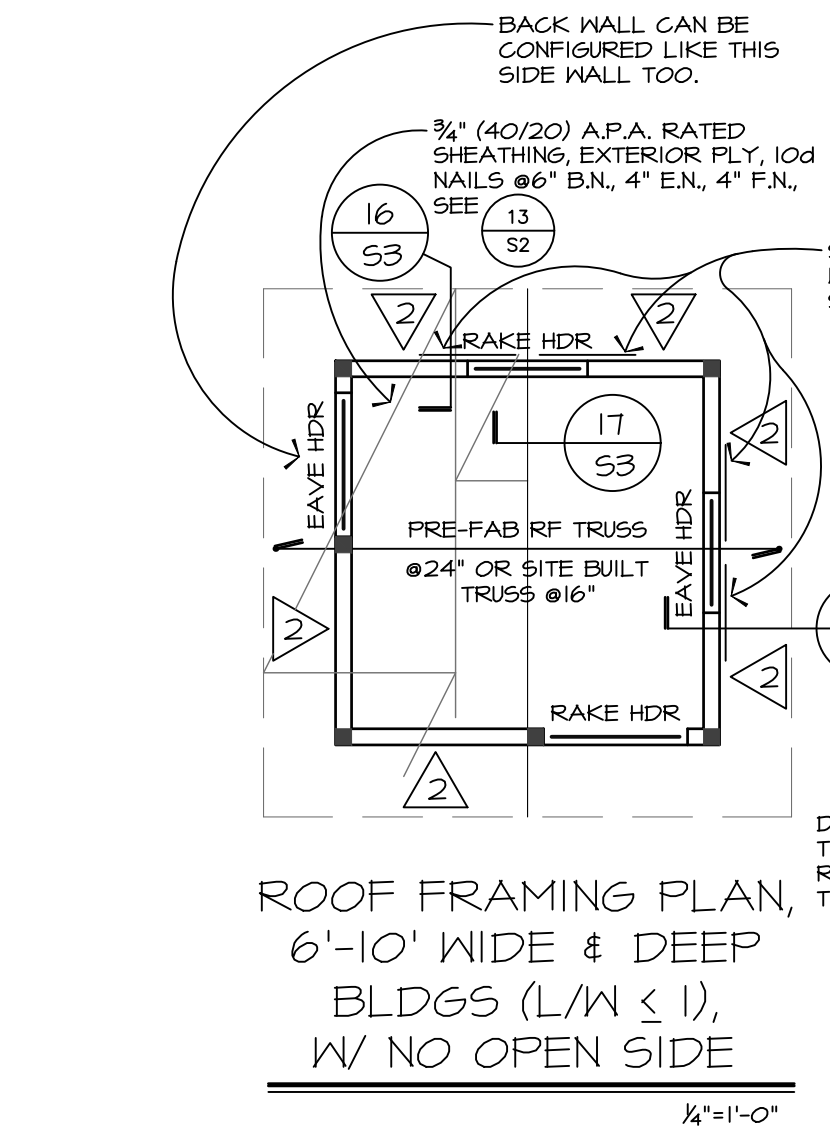 BACK WALL CAN BE
CONFIGURED LIKE THIS
SIDE WALL TOO.
¾" (40/20) A.P.A. RATED
SHEATHING, EXTERIOR PLY, 10d
NAILS @6" B.N., 4" E.N., 4" F.N.,
SEE
13
S2
16
S3
2
2
RAKE HDR
EAVE HDR
17
S3
2
PRE-FAB RF TRUSS
@24" OR SITE BUILT
TRUSS @16"
EAVE HDR
2
2
RAKE HDR
2
ROOF FRAMING PLAN,
6'-10' WIDE & DEEP
BLDGS (L/W ≤ 1),
W/ NO OPEN SIDE
¼"=1'-0"